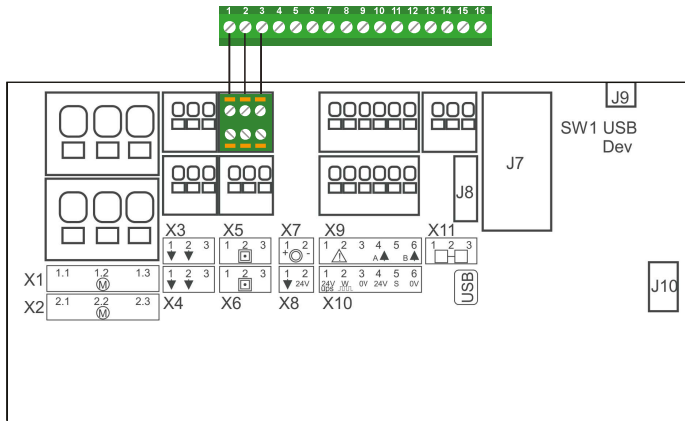 1 2 3 4 5 6 7 8 9 10 11 12 13 14 15 16
J9
SW1 USB
Dev
J7
J8
X3 X5 X7 X9 X11
1 2 3 1 2 3 1 2 1 2 3 4 5 6 1 2 3
+ - A B
X1 1.1 1.2 1.3
M
X4 1 2 3
X6 1 2 3
X8 1 2
24V
X10 1 2 3 4 5 6
24V W 0V 24V S 0V
0ps
USB
J10
X2 2.1 2.2 2.3
M